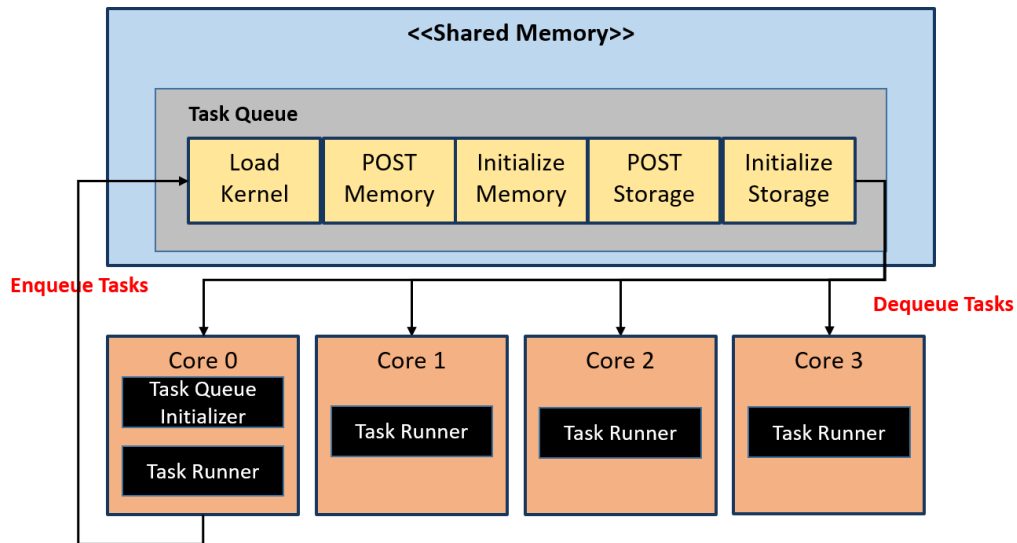 <<Shared Memory>>
Task Queue
Load
Kernel
POST
Memory
Initialize
Memory
POST
Storage
Initialize
Storage
Enqueue Tasks
Dequeue Tasks
Core 0
Task Queue
Initializer
Task Runner
Core 1
Task Runner
Core 2
Task Runner
Core 3
Task Runner